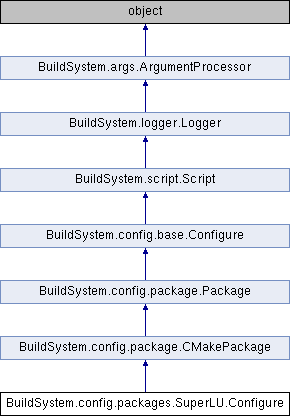 object
BuildSystem.args.ArgumentProcessor
BuildSystem.logger.Logger
BuildSystem.script.Script
BuildSystem.config.base.Configure
BuildSystem.config.package.Package
BuildSystem.config.package.CMakePackage
BuildSystem.config.packages.SuperLU.Configure